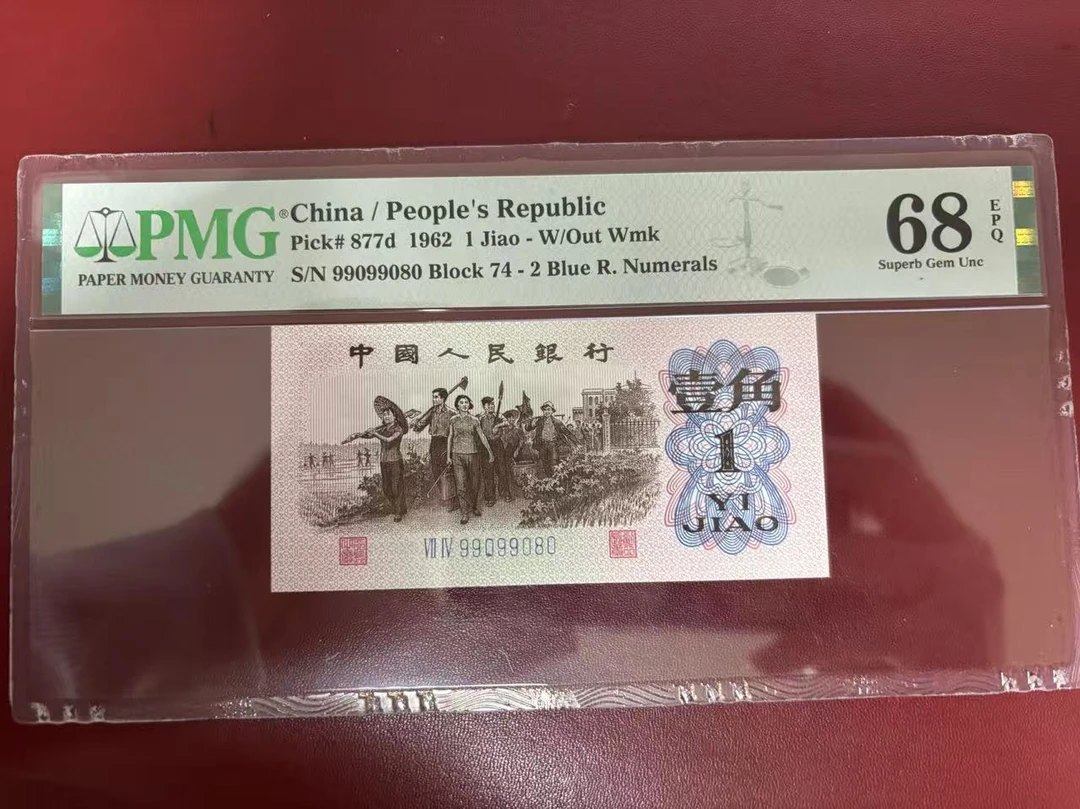 PMG®
PAPER MONEY GUARANTY
China / People's Republic
Pick# 877d 1962 1 Jiao - W/Out Wmk
S/N 99099080 Block 74 - 2 Blue R. Numerals
68
EPQ
Superb Gem Unc
中國人民銀行
壹角
1
YI
JIAO
VII IV 99099080